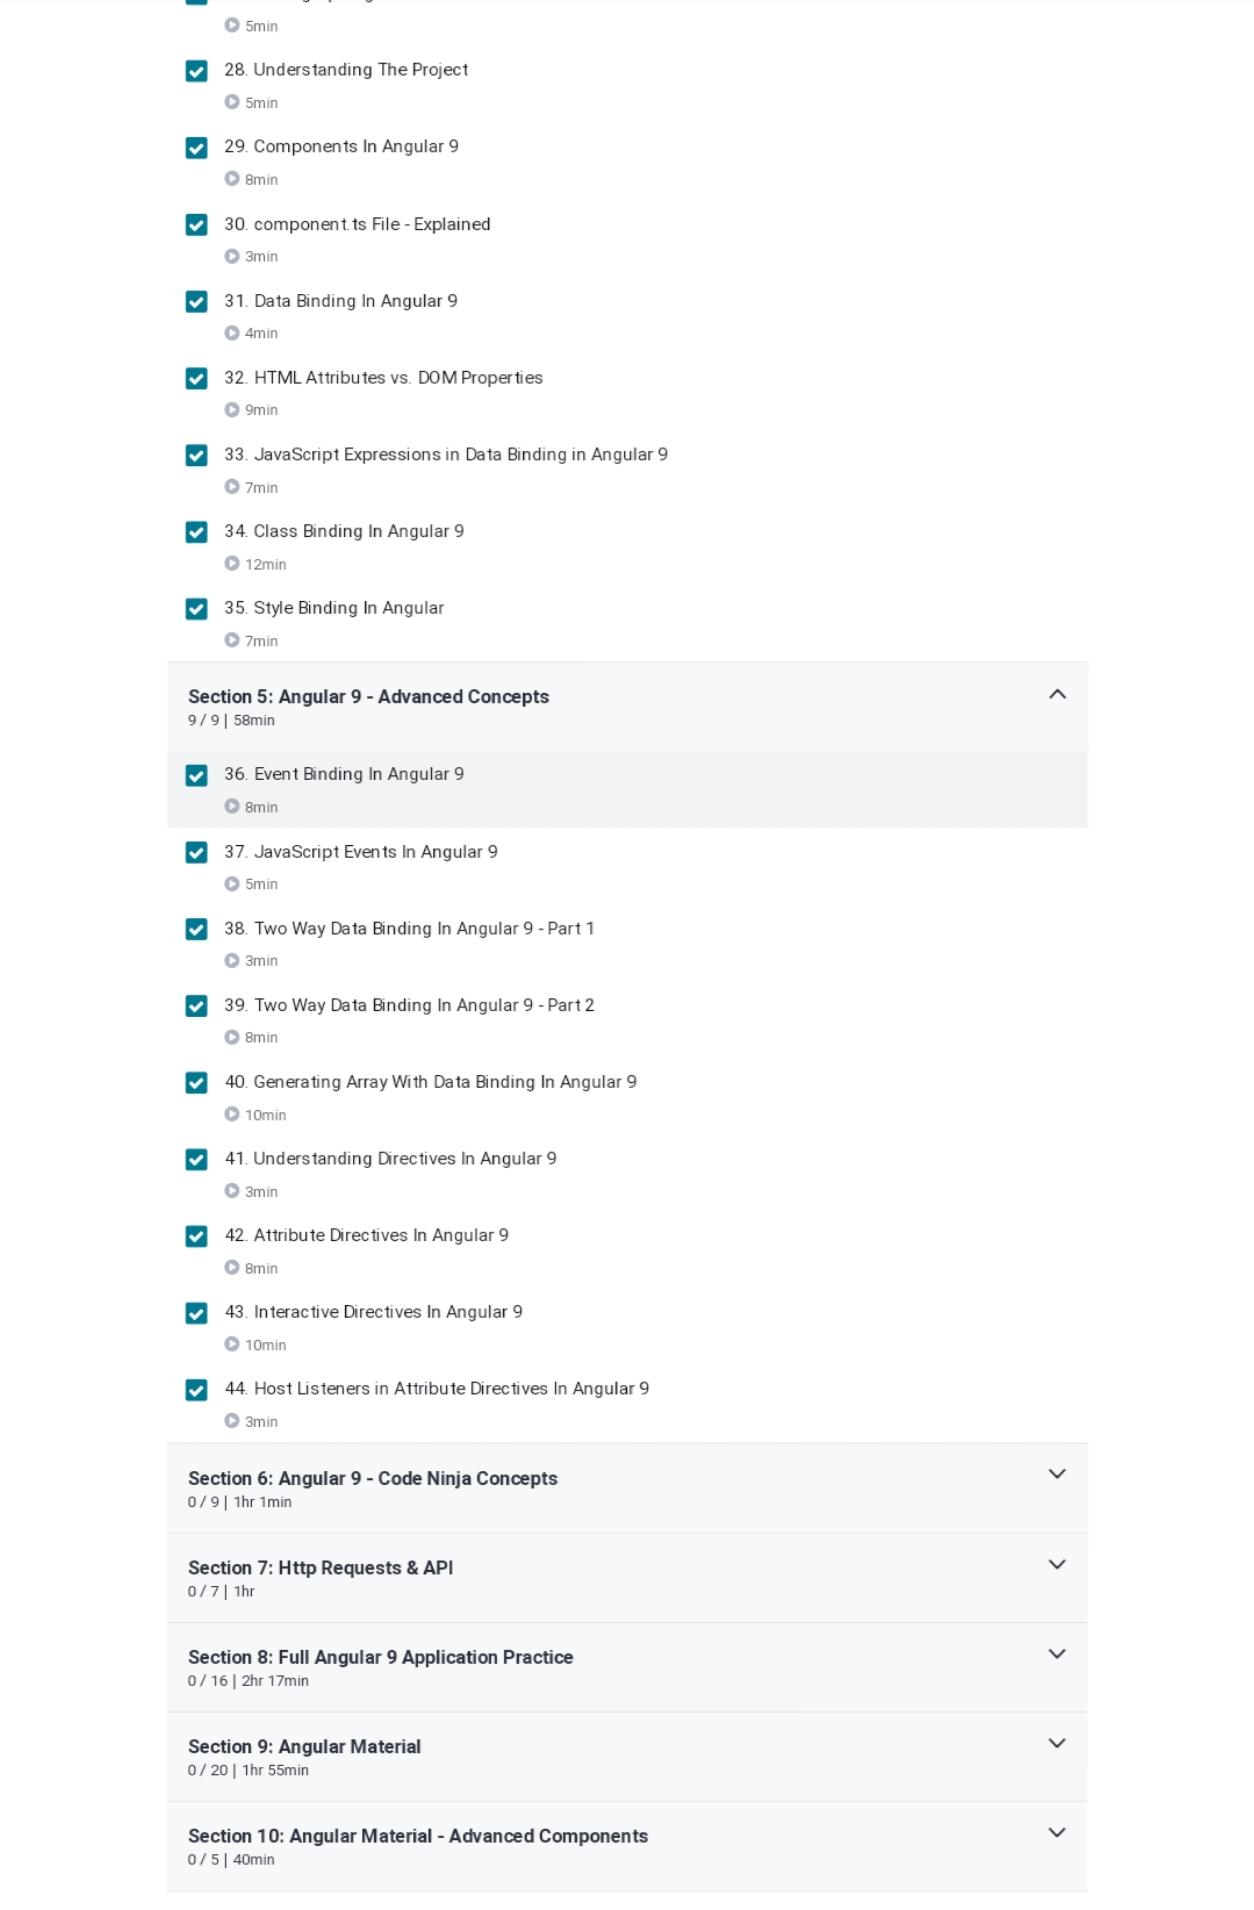 5min
28. Understanding The Project
5min
29. Components In Angular 9
8min
30. component.ts File - Explained
3min
31. Data Binding In Angular 9
4min
32. HTML Attributes vs. DOM Properties
9min
33. JavaScript Expressions in Data Binding in Angular 9
7min
34. Class Binding In Angular 9
12min
35. Style Binding In Angular
7min
Section 5: Angular 9 - Advanced Concepts
9 / 9 | 58min
36. Event Binding In Angular 9
8min
37. JavaScript Events In Angular 9
5min
38. Two Way Data Binding In Angular 9 - Part 1
3min
39. Two Way Data Binding In Angular 9 - Part 2
8min
40. Generating Array With Data Binding In Angular 9
10min
41. Understanding Directives In Angular 9
3min
42. Attribute Directives In Angular 9
8min
43. Interactive Directives In Angular 9
10min
44. Host Listeners in Attribute Directives In Angular 9
3min
Section 6: Angular 9 - Code Ninja Concepts
0 / 9 | 1hr 1min
Section 7: Http Requests & API
0 / 7 | 1hr
Section 8: Full Angular 9 Application Practice
0 / 16 | 2hr 17min
Section 9: Angular Material
0 / 20 | 1hr 55min
Section 10: Angular Material - Advanced Components
0 / 5 | 40min